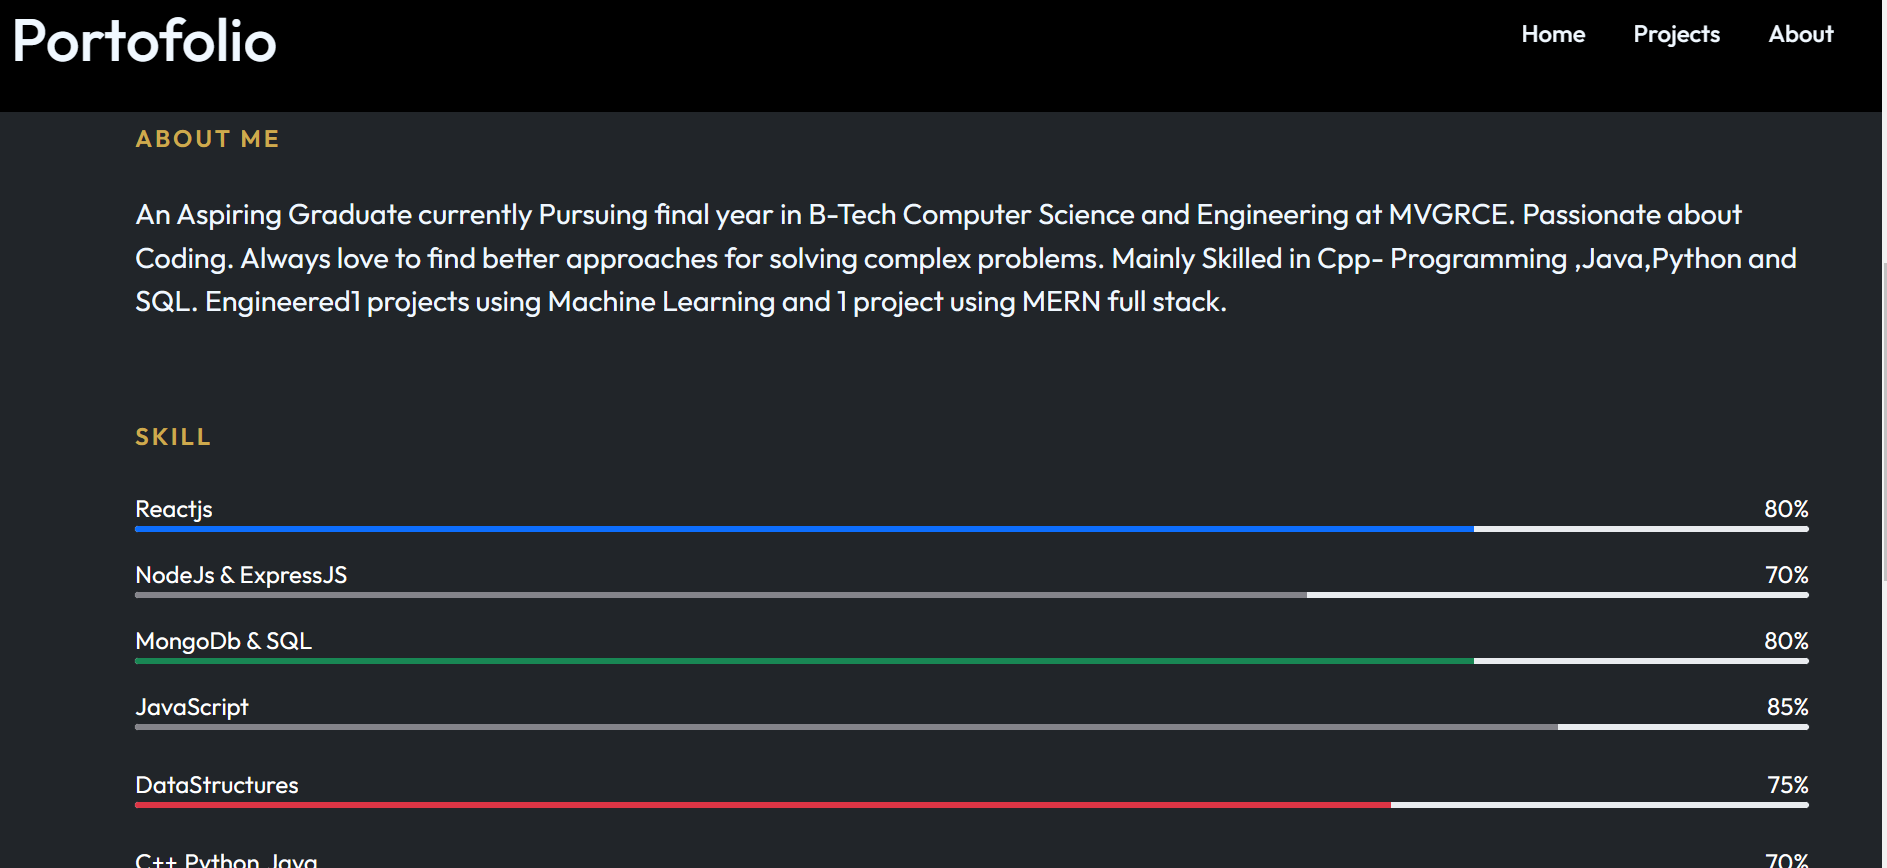 Portofolio
Home Projects About
ABOUT ME
An Aspiring Graduate currently Pursuing final year in B-Tech Computer Science and Engineering at MVGRCE. Passionate about
Coding. Always love to find better approaches for solving complex problems. Mainly Skilled in Cpp- Programming ,Java,Python and
SQL. Engineered1 projects using Machine Learning and 1 project using MERN full stack.
SKILL
Reactjs 80%
NodeJs & ExpressJS 70%
MongoDb & SQL 80%
JavaScript 85%
DataStructures 75%
C++ Python Java 70%